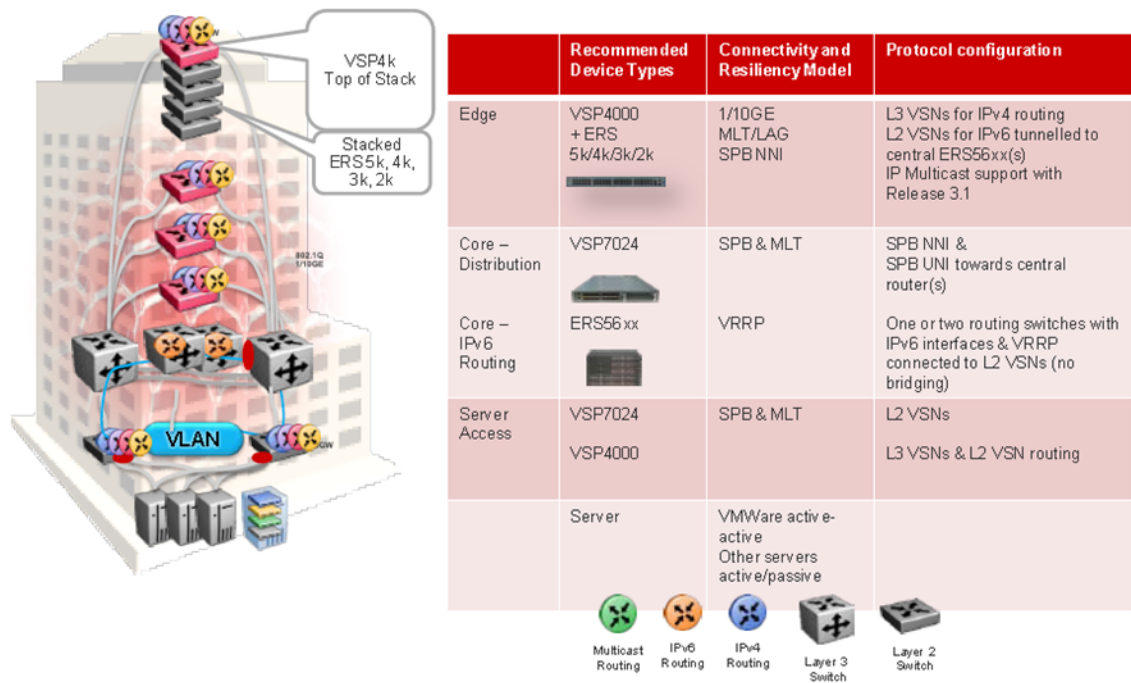 VSP4k
Top of Stack
Stacked
ERS5k, 4k,
3k, 2k
802.1Q
1/10GE
VLAN
Recommended
Device Types
Connectivity and
Resiliency Model
Protocol configuration
Edge
VSP4000
+ ERS
5k/4k/3k/2k
1/10GE
MLT/LAG
SPB NNI
L3 VSNs for IPv4 routing
L2 VSNs for IPv6 tunnelled to
central ERS56xx(s)
IP Multicast support with
Release 3.1
Core –
Distribution
VSP7024
SPB & MLT
SPB NNI &
SPB UNI towards central
router(s)
Core –
IPv6
Routing
ERS56xx
VRRP
One or two routing switches with
IPv6 interfaces & VRRP
connected to L2 VSNs (no
bridging)
Server
Access
VSP7024
SPB & MLT
L2 VSNs
VSP4000
L3 VSNs & L2 VSN routing
Server
VMWare active-
active
Other servers
active/passive
Multicast
Routing
IPv6
Routing
IPv4
Routing
Layer 3
Switch
Layer 2
Switch